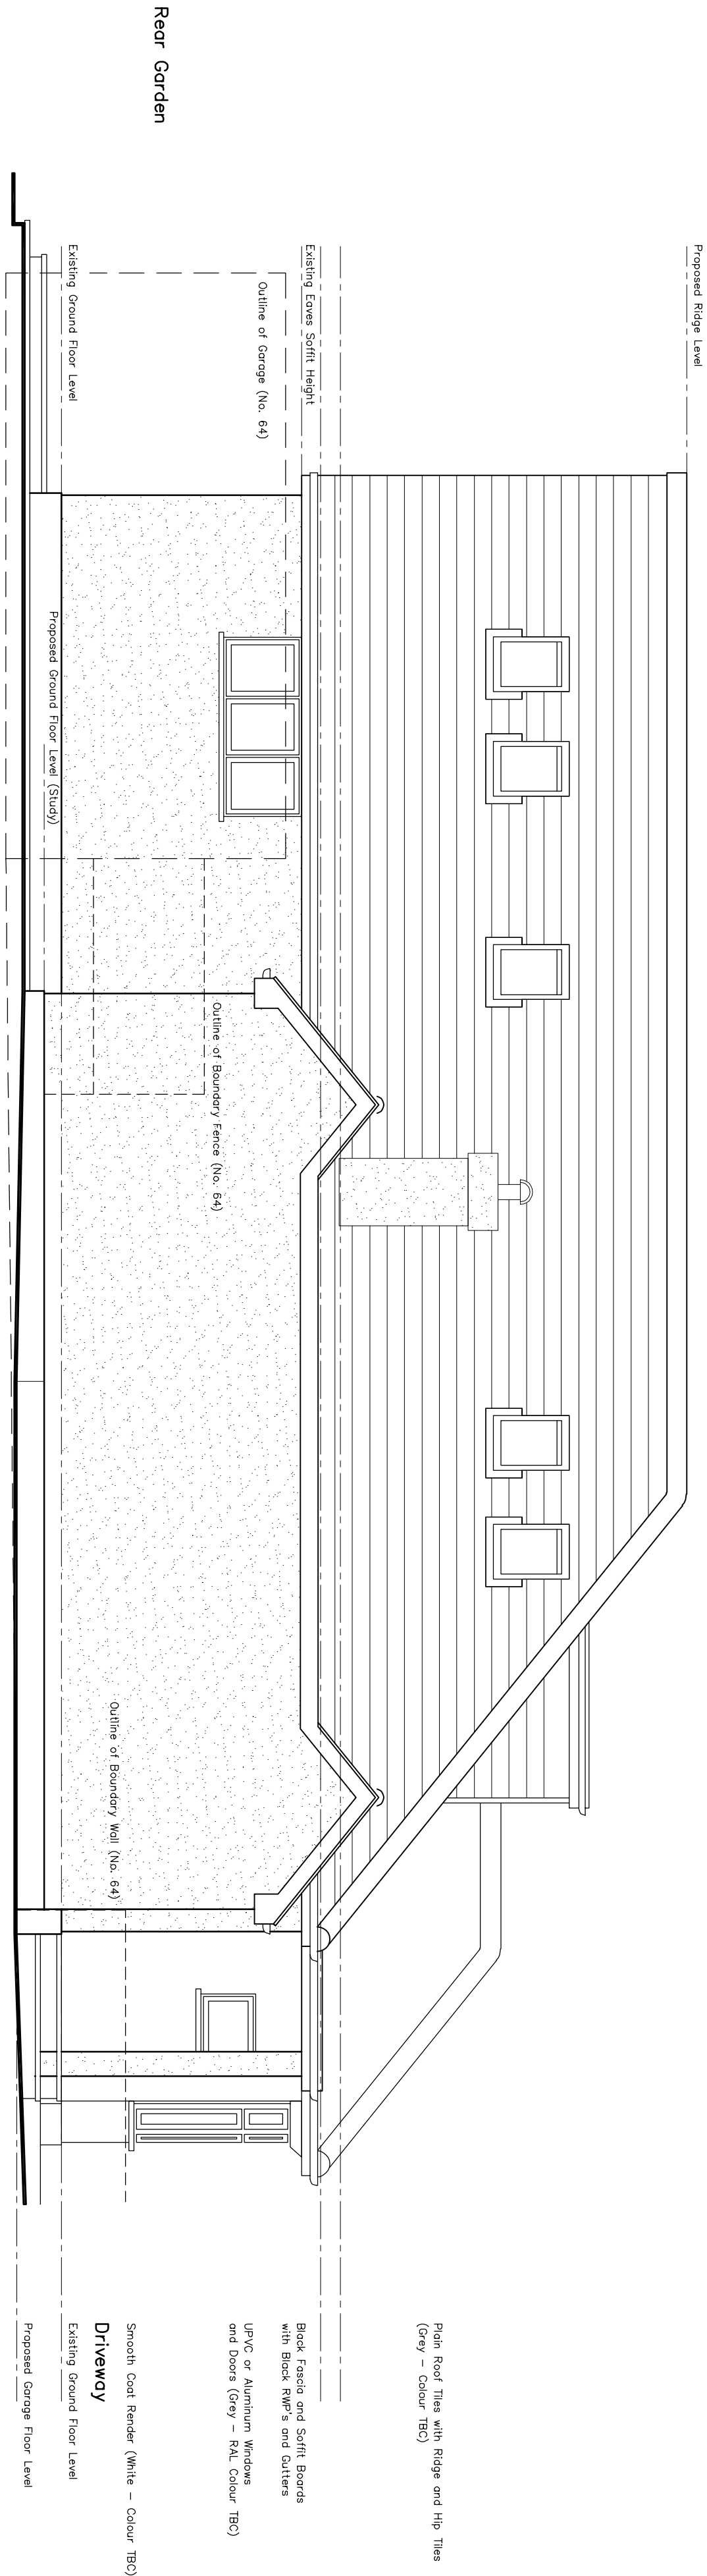 Proposed Ridge Level
Existing Eaves Soffit Height
Outline of Garage (No. 64)
Rear Garden
Existing Ground Floor Level
Proposed Ground Floor Level (Study)
Outline of Boundary Fence (No. 64)
Outline of Boundary Wall (No. 64)
Plain Roof Tiles with Ridge and Hip Tiles
(Grey - Colour TBC)
Black Fascia and Soffit Boards
with Black RWP's and Gutters
UPVC or Aluminum Windows
and Doors (Grey - RAL Colour TBC)
Smooth Coat Render (White - Colour TBC)
Driveway
Existing Ground Floor Level
Proposed Garage Floor Level